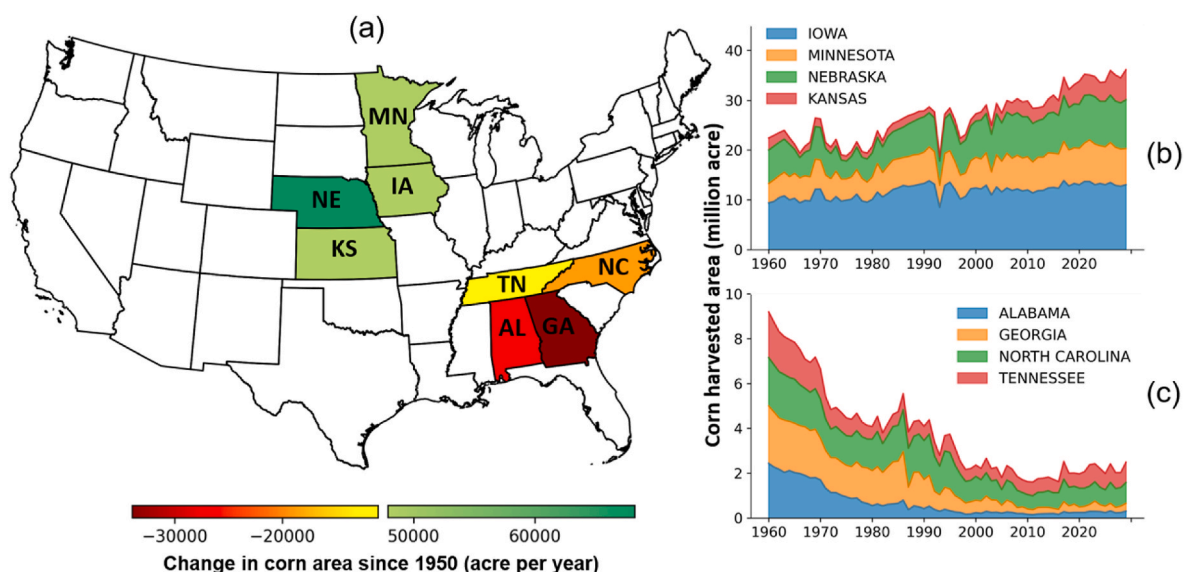 (a)
MN
IA
NE
KS
TN
NC
AL
GA
−30000
−20000
50000
60000
Change in corn area since 1950 (acre per year)
Corn harvested area (million acre)
IOWA
MINNESOTA
NEBRASKA
KANSAS
40
30
20
10
0
1960
1970
1980
1990
2000
2010
2020
(b)
ALABAMA
GEORGIA
NORTH CAROLINA
TENNESSEE
10
8
6
4
2
0
1960
1970
1980
1990
2000
2010
2020
(c)